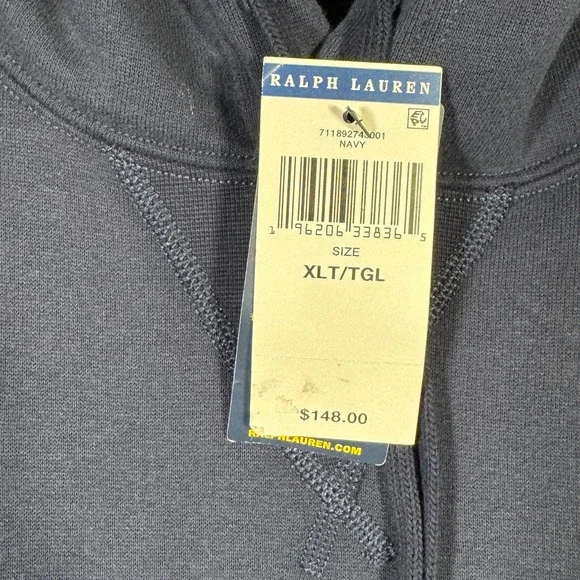 RALPH LAUREN
711892743001
NAVY
1 96206 33836 5
SIZE
XLT/TGL
$148.00
RALPHLAUREN.COM